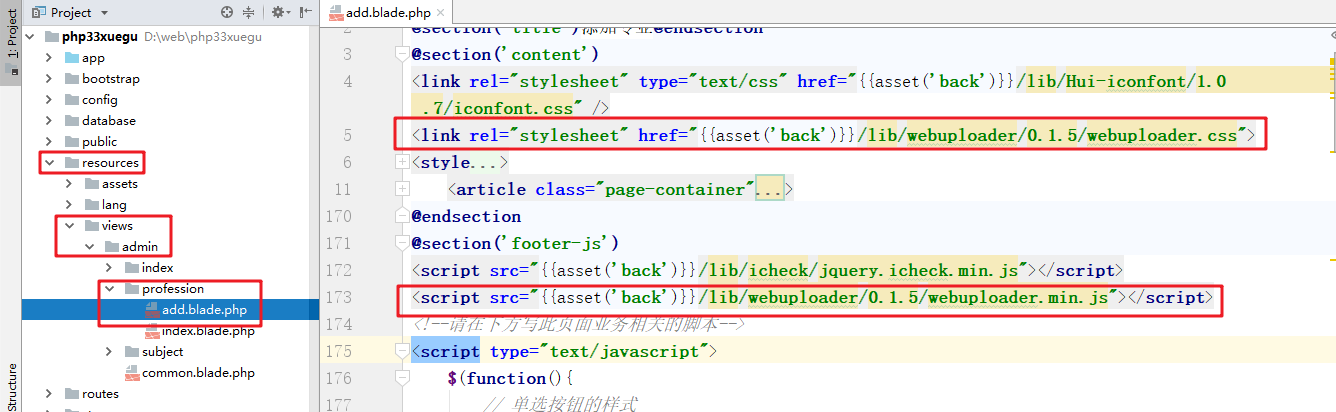 Project
add.blade.php
1: Project
Structure
php33xuegu D:\web\php33xuegu
app
bootstrap
config
database
public
resources
assets
lang
views
admin
index
profession
add.blade.php
index.blade.php
subject
common.blade.php
routes
2 @section('title')添加专业@endsection
3 @section('content')
4 <link rel="stylesheet" type="text/css" href="{{asset('back')}}/lib/Hui-iconfont/1.0
.7/iconfont.css" />
5 <link rel="stylesheet" href="{{asset('back')}}/lib/webuploader/0.1.5/webuploader.css">
6 <style...>
11 <article class="page-container"...>
170 @endsection
171 @section('footer-js')
172 <script src="{{asset('back')}}/lib/icheck/jquery.icheck.min.js"></script>
173 <script src="{{asset('back')}}/lib/webuploader/0.1.5/webuploader.min.js"></script>
174 <!--请在下方写此页面业务相关的脚本-->
175 <script type="text/javascript">
176 $(function(){
177 // 单选按钮的样式